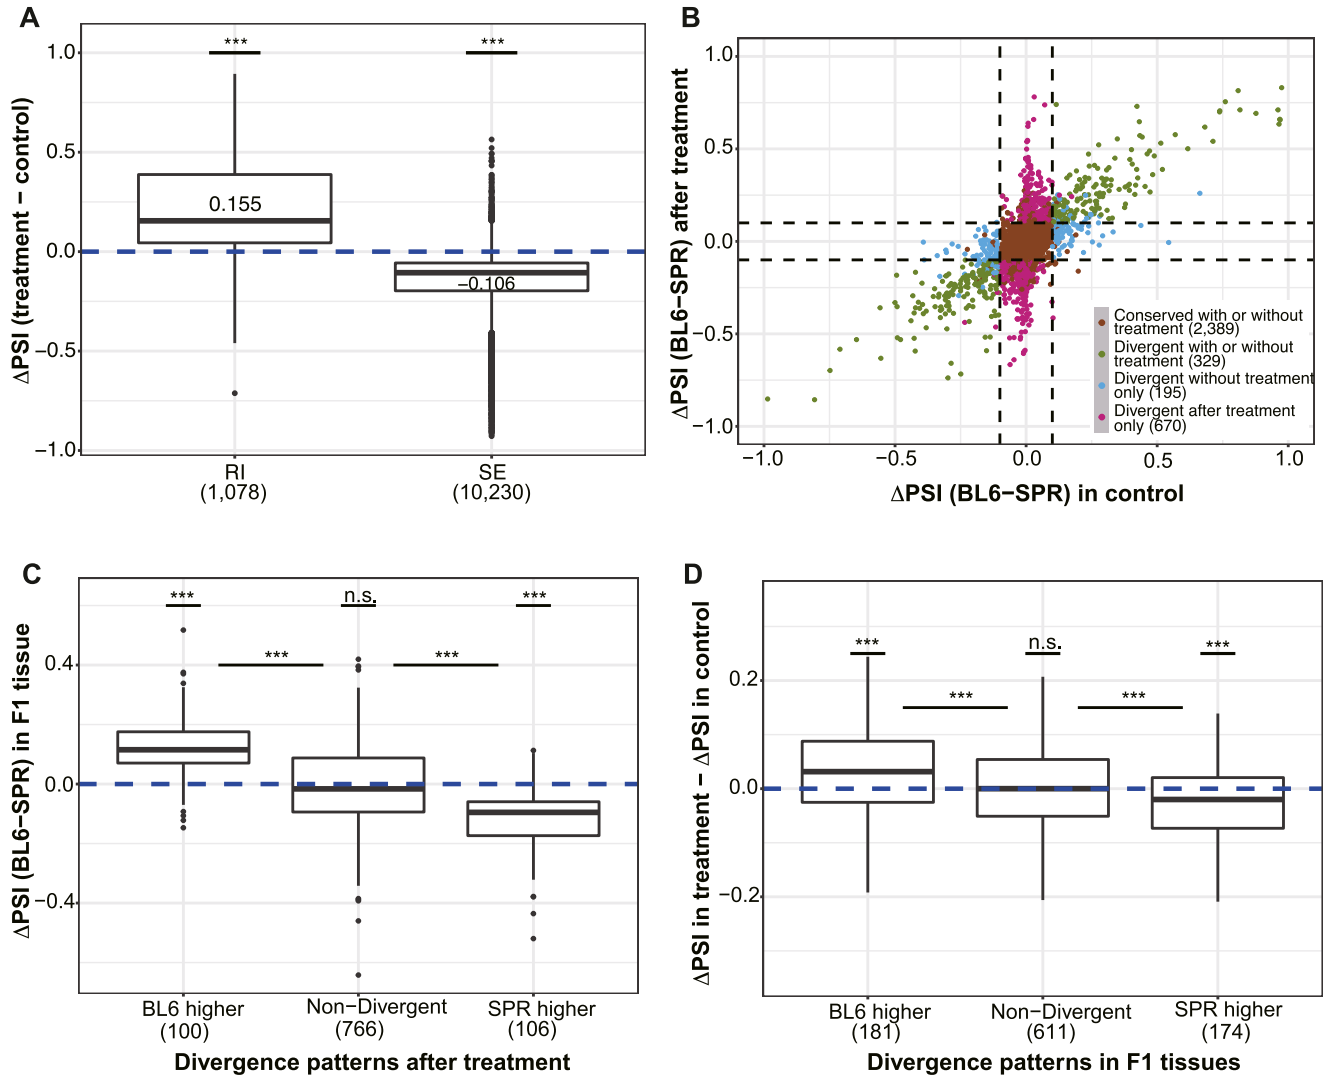 A
ΔPSI (treatment − control)
1.0
0.5
0.0
−0.5
−1.0
***
***
0.155
−0.106
RI
(1,078)
SE
(10,230)
B
ΔPSI (BL6−SPR) after treatment
1.0
0.5
0.0
−0.5
−1.0
Conserved with or without
treatment (2,389)
Divergent with or without
treatment (329)
Divergent without treatment
only (195)
Divergent after treatment
only (670)
−1.0
−0.5
0.0
0.5
1.0
ΔPSI (BL6−SPR) in control
C
ΔPSI (BL6−SPR) in F1 tissue
0.4
0.0
−0.4
***
n.s.
***
***
***
BL6 higher
(100)
Non−Divergent
(766)
SPR higher
(106)
Divergence patterns after treatment
D
ΔPSI in treatment − ΔPSI in control
0.2
0.0
−0.2
***
n.s.
***
***
***
BL6 higher
(181)
Non−Divergent
(611)
SPR higher
(174)
Divergence patterns in F1 tissues